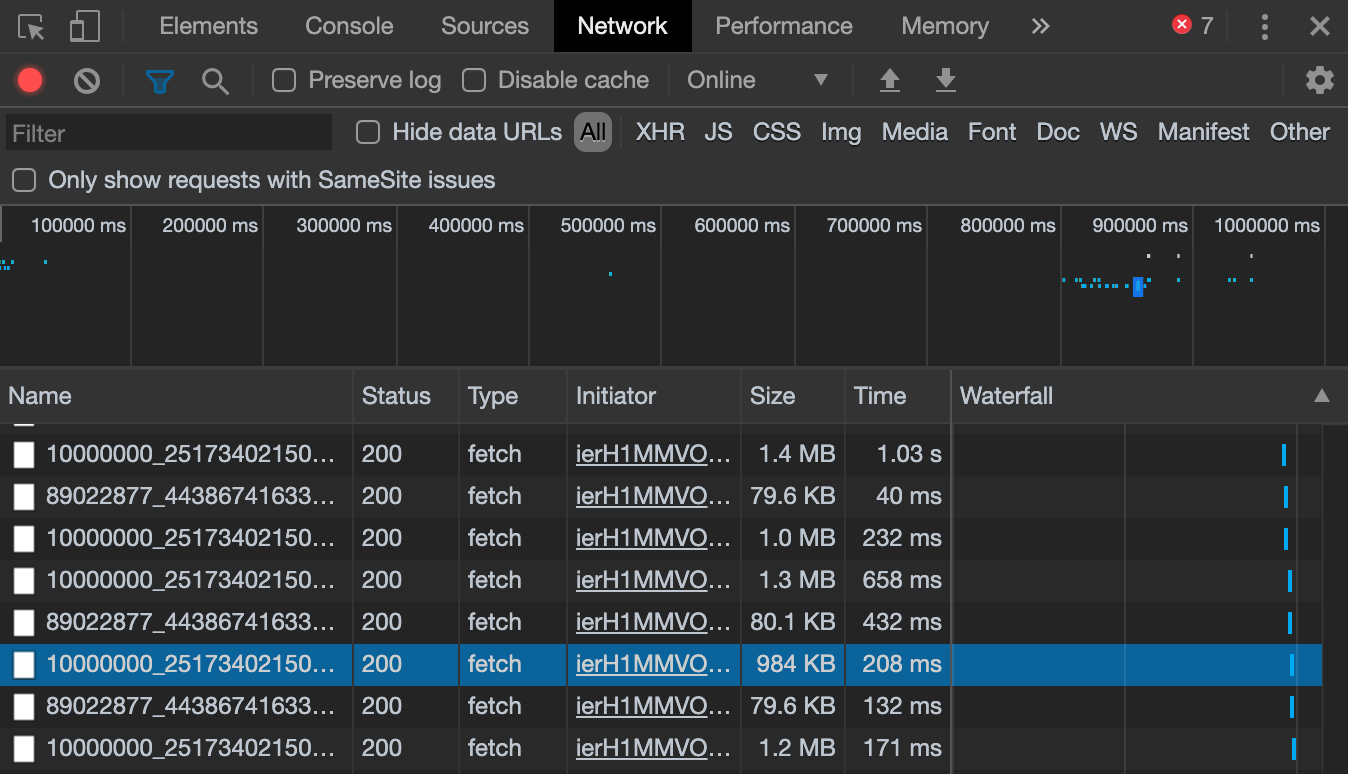 Elements Console Sources Network Performance Memory 7
Preserve log Disable cache Online
Filter Hide data URLs All XHR JS CSS Img Media Font Doc WS Manifest Other
Only show requests with SameSite issues
100000 ms 200000 ms 300000 ms 400000 ms 500000 ms 600000 ms 700000 ms 800000 ms 900000 ms 1000000 ms
Name Status Type Initiator Size Time Waterfall
10000000_25173402150… 200 fetch ierH1MMVO… 1.4 MB 1.03 s
89022877_44386741633… 200 fetch ierH1MMVO… 79.6 KB 40 ms
10000000_25173402150… 200 fetch ierH1MMVO… 1.0 MB 232 ms
10000000_25173402150… 200 fetch ierH1MMVO… 1.3 MB 658 ms
89022877_44386741633… 200 fetch ierH1MMVO… 80.1 KB 432 ms
10000000_25173402150… 200 fetch ierH1MMVO… 984 KB 208 ms
89022877_44386741633… 200 fetch ierH1MMVO… 79.6 KB 132 ms
10000000_25173402150… 200 fetch ierH1MMVO… 1.2 MB 171 ms